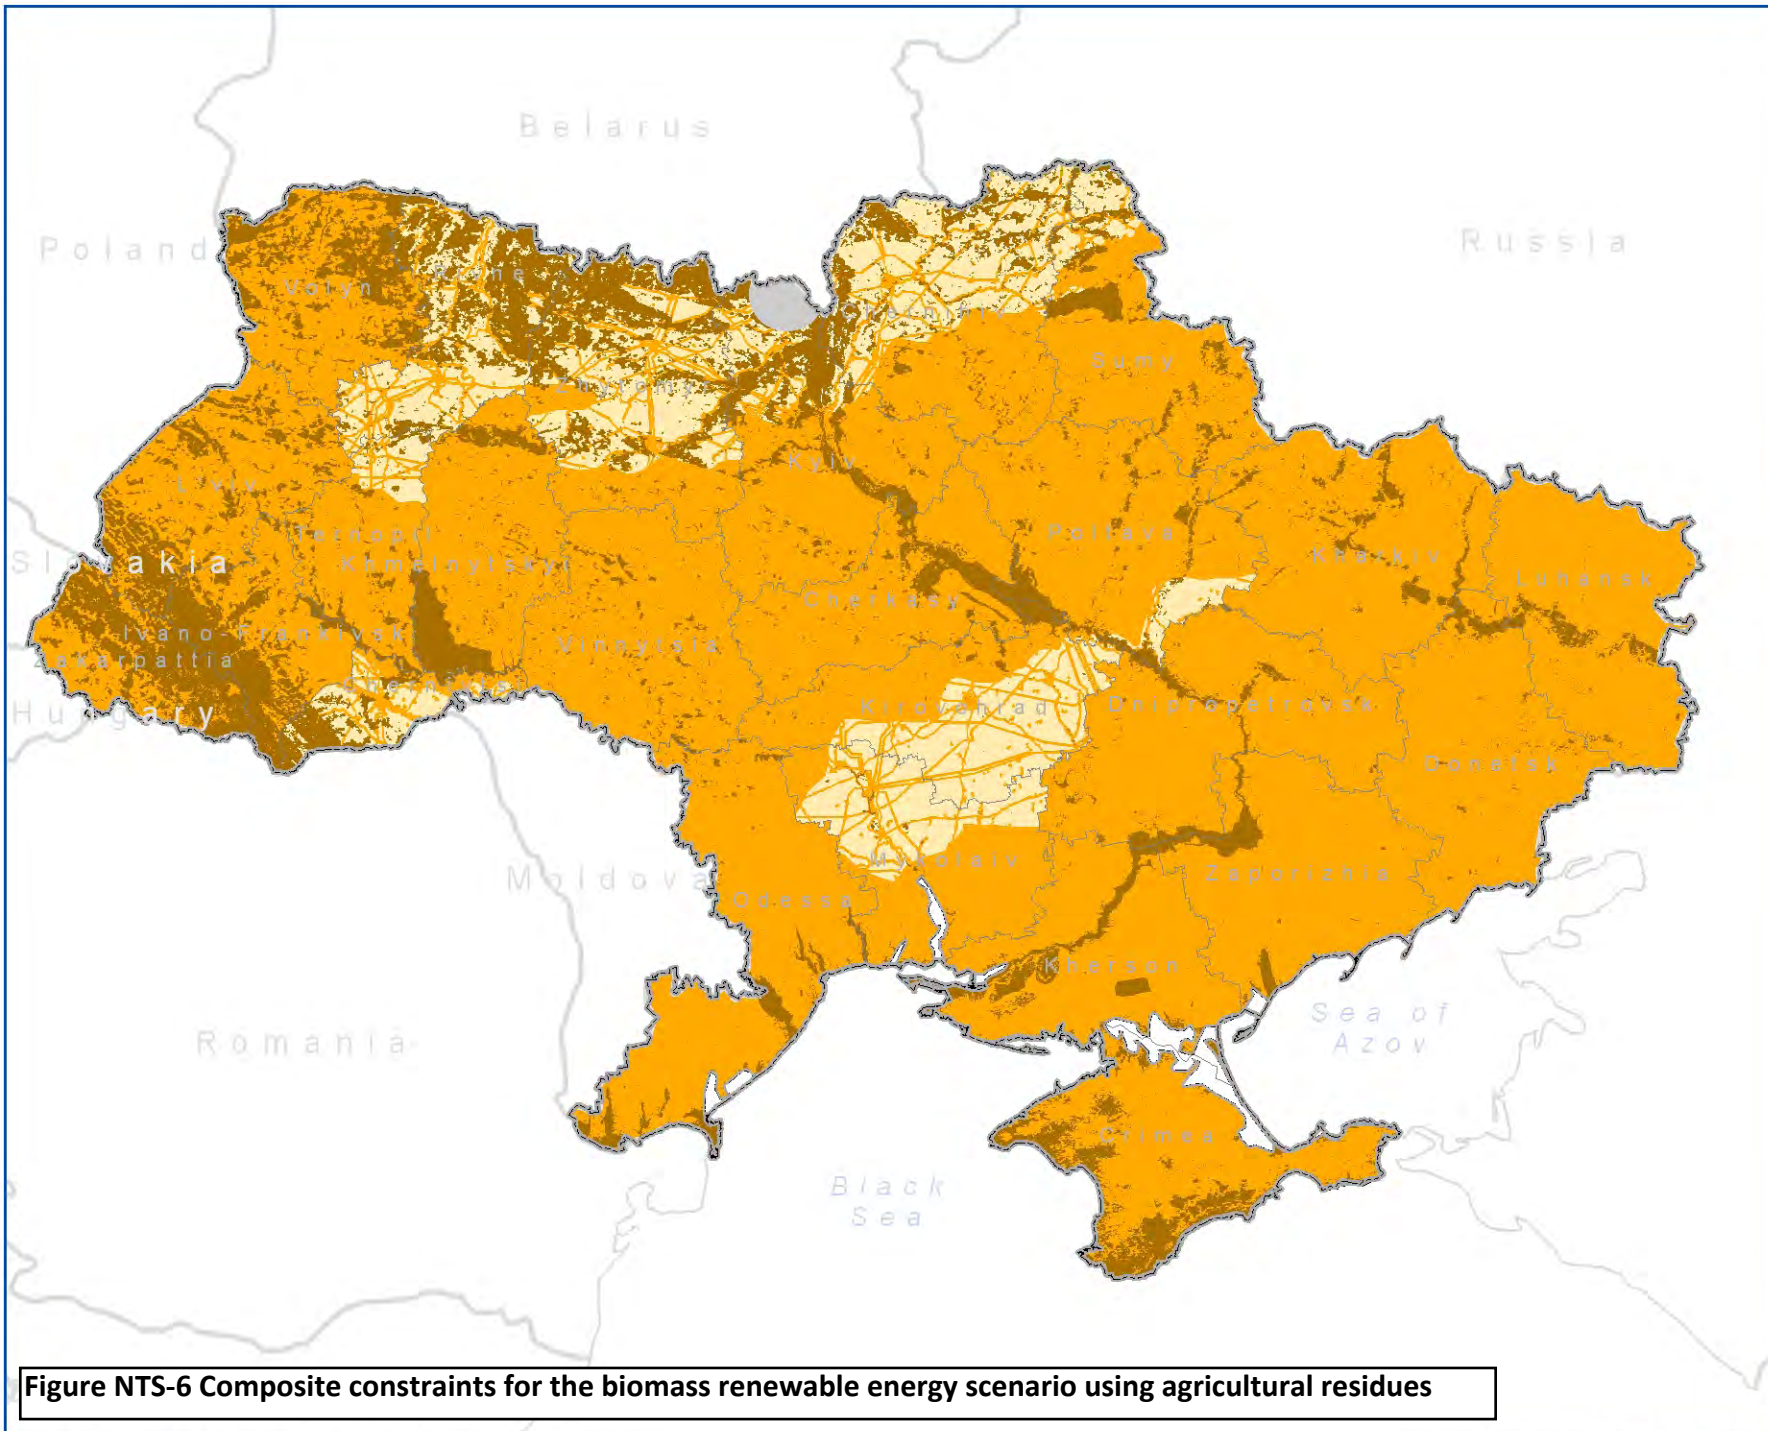 Belarus
Russia
Poland
Rivne
Volyn
Chernihiv
Sumy
Zhytomyr
Kyiv
L'viv
Ternopil
Poltava
Slovakia
Khmelnytskyi
Kharkiv
Luhansk
Cherkasy
Ivano-Frankivsk
Vinnytsia
Zakarpattia
Hungary
Kirovohrad
Dnipropetrovsk
Donetsk
Mykolaiv
Zaporizhia
Moldova
Odessa
Kherson
Romania
Sea of
Azov
Crimea
Black
Sea
Figure NTS-6 Composite constraints for the biomass renewable energy scenario using agricultural residues